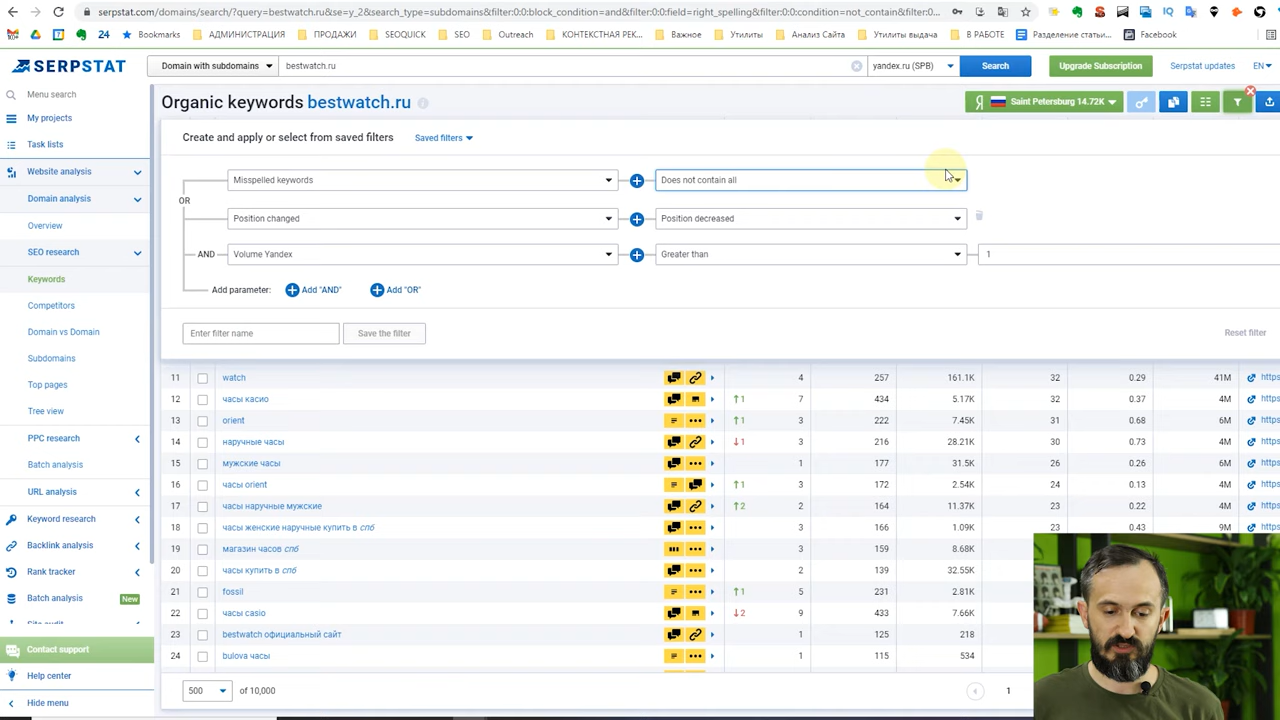 serpstat.com/domains/search/?query=bestwatch.ru&se=y_2&search_type=subdomains&filter:0:0:block_condition=and&filter:0:0:field=right_spelling&filter:0:0:condition=not_contain&filter:0:...
24 Bookmarks АДМИНИСТРАЦИЯ ПРОДАЖИ SEOQUICK SEO Outreach КОНТЕКСТНАЯ РЕК... Важное Утилиты Анализ Сайта Утилиты выдача В РАБОТЕ Разделение статьи... Facebook
SERPSTAT Domain with subdomains bestwatch.ru yandex.ru (SPB) Search Upgrade Subscription Serpstat updates EN
Menu search
My projects
Task lists
Website analysis
Domain analysis
Overview
SEO research
Keywords
Competitors
Domain vs Domain
Subdomains
Top pages
Tree view
PPC research
Batch analysis
URL analysis
Keyword research
Backlink analysis
Rank tracker
Batch analysis New
Site audit
Contact support
Help center
Hide menu
Organic keywords bestwatch.ru Я Saint Petersburg 14.72K
Create and apply or select from saved filters Saved filters
Misspelled keywords Does not contain all
OR
Position changed Position decreased
AND Volume Yandex Greater than 1
Add parameter: Add "AND" Add "OR"
Enter filter name Save the filter Reset filter
11 watch 4 257 161.1K 32 0.29 41M https
12 часы касио ↑1 7 434 5.17K 32 0.37 4M https
13 orient ↑1 3 222 7.45K 31 0.68 6M https
14 наручные часы ↓1 3 216 28.21K 30 0.73 4M https
15 мужские часы 1 177 31.5K 26 0.26 6M https
16 часы orient ↑1 3 172 2.54K 24 0.13 4M https
17 часы наручные мужские ↑2 2 164 11.37K 23 0.22 4M https
18 часы женские наручные купить в спб 3 166 1.09K 23 0.43 9M https
19 магазин часов спб 3 159 8.68K
20 часы купить в спб 2 139 32.55K
21 fossil ↑1 5 231 2.81K
22 часы casio ↓2 9 433 7.66K
23 bestwatch официальный сайт 1 125 218
24 bulova часы 1 115 534
500 of 10,000 1